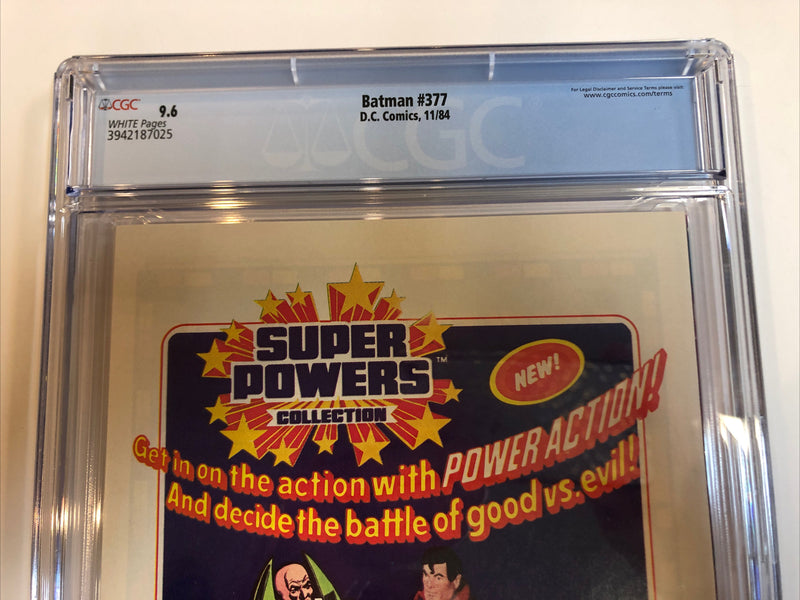 CGC 9.6
WHITE Pages
3942187025
Batman #377
D.C. Comics, 11/84
For Legal Disclaimer and Service Terms please visit
www.cgccomics.com/terms
CGC
SUPER
POWERS™
COLLECTION
NEW!
Get in on the action with POWER ACTION!
And decide the battle of good vs. evil!